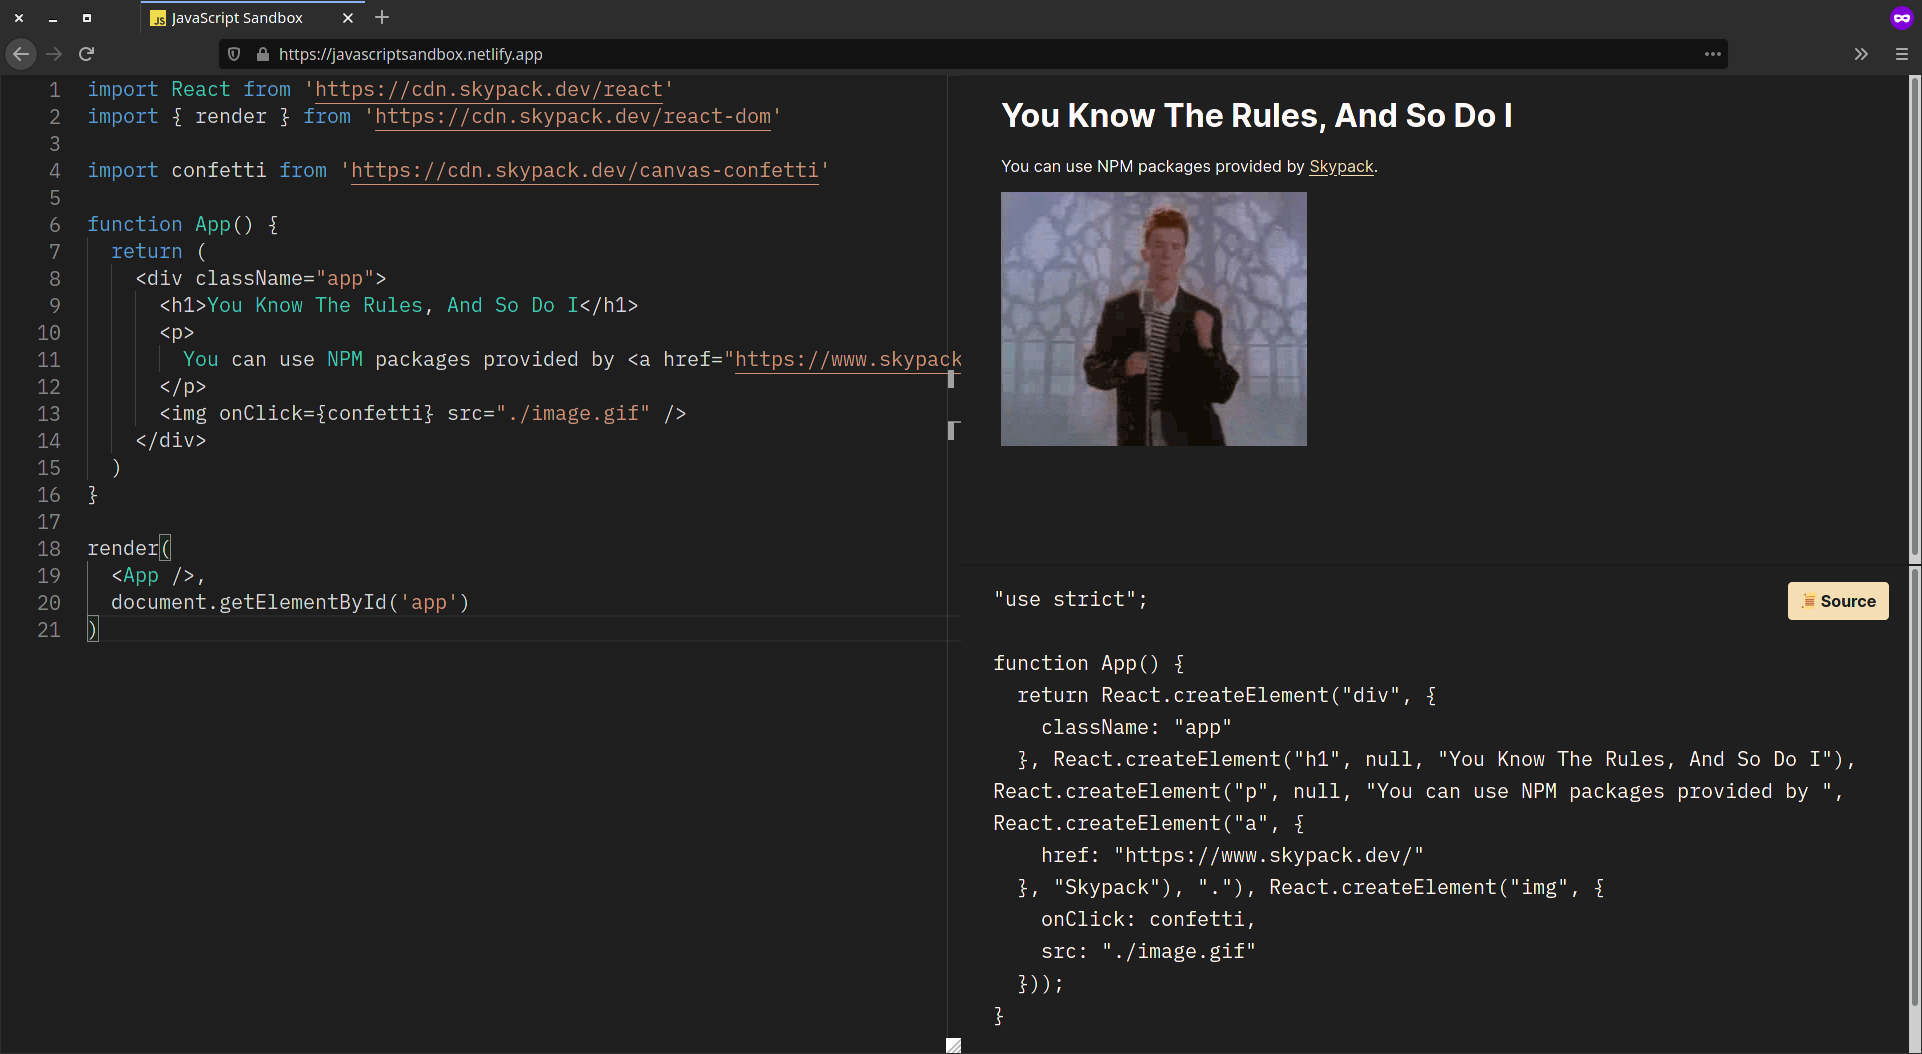 JavaScript Sandbox
https://javascriptsandbox.netlify.app
1 import React from 'https://cdn.skypack.dev/react'
2 import { render } from 'https://cdn.skypack.dev/react-dom'
3
4 import confetti from 'https://cdn.skypack.dev/canvas-confetti'
5
6 function App() {
7   return (
8     <div className="app">
9       <h1>You Know The Rules, And So Do I</h1>
10       <p>
11         You can use NPM packages provided by <a href="https://www.skypack
12       </p>
13       <img onClick={confetti} src="./image.gif" />
14     </div>
15   )
16 }
17
18 render(
19   <App />,
20   document.getElementById('app')
21 )
You Know The Rules, And So Do I
You can use NPM packages provided by Skypack.
Source
"use strict";
function App() {
  return React.createElement("div", {
    className: "app"
  }, React.createElement("h1", null, "You Know The Rules, And So Do I"),
React.createElement("p", null, "You can use NPM packages provided by ",
React.createElement("a", {
    href: "https://www.skypack.dev/"
  }, "Skypack"), "."), React.createElement("img", {
    onClick: confetti,
    src: "./image.gif"
  }));
}